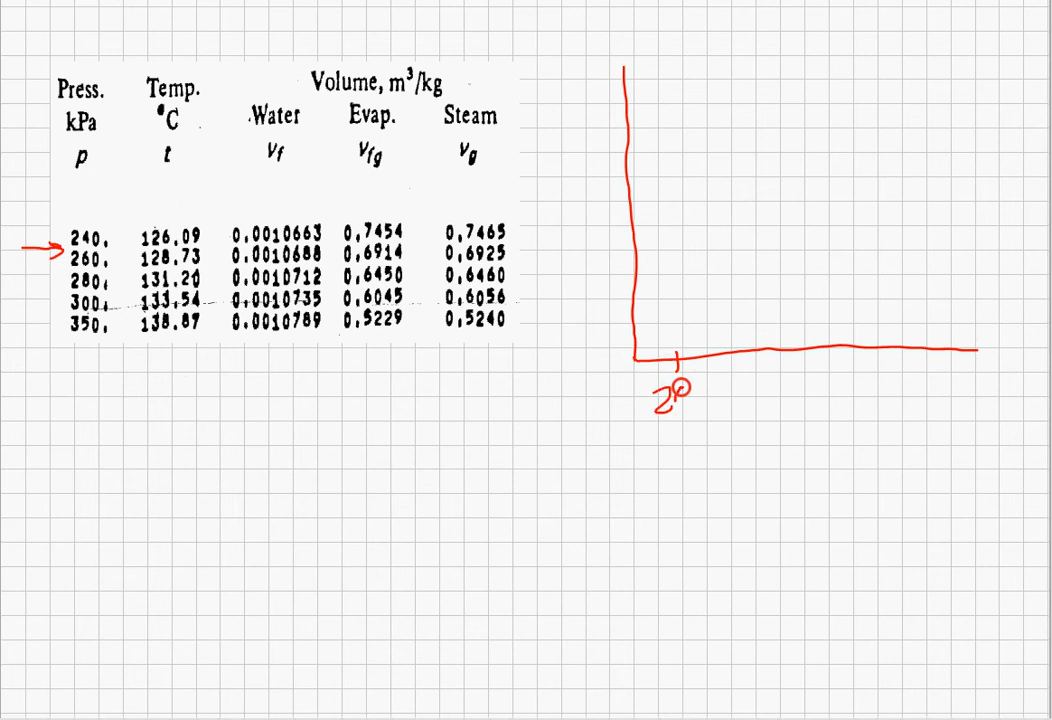 Press. Temp. Volume, m³/kg
kPa °C Water Evap. Steam
p t vf vfg vg
240. 126.09 0.0010663 0.7454 0.7465
260. 128.73 0.0010688 0.6914 0.6925
280. 131.20 0.0010712 0.6450 0.6460
300. 133.54 0.0010735 0.6045 0.6056
350. 138.87 0.0010789 0.5229 0.5240